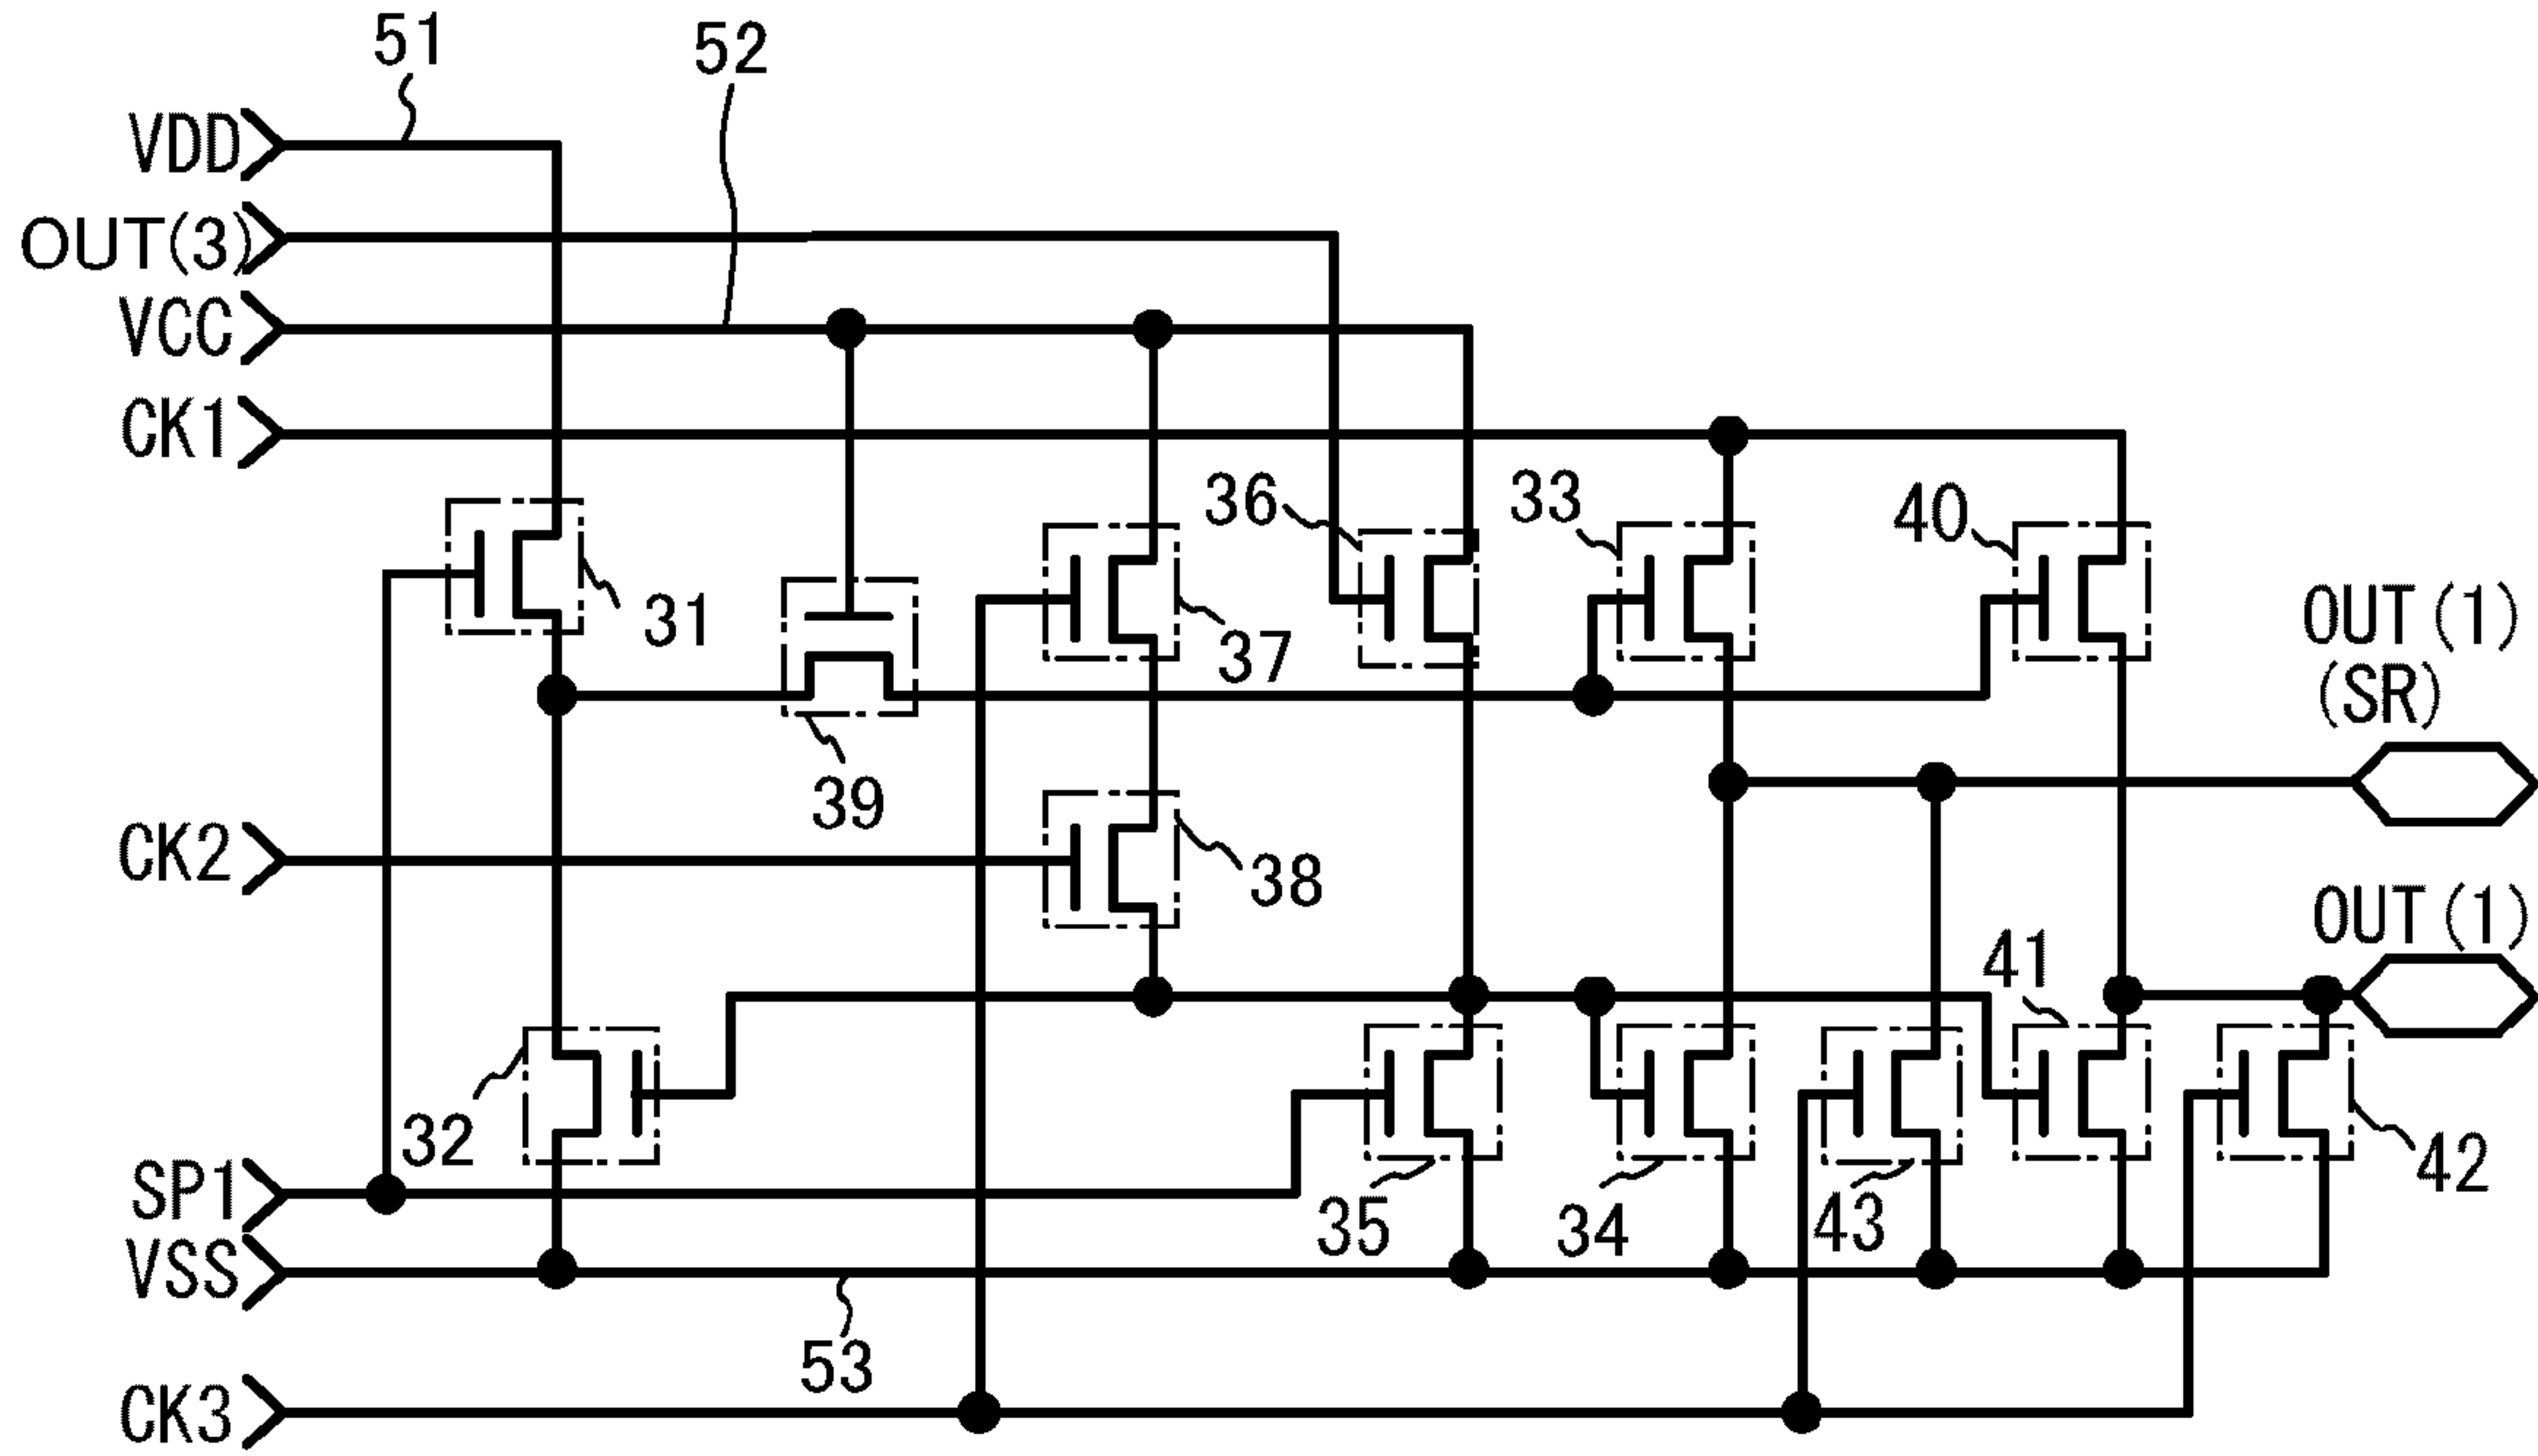 51
52
VDD
OUT(3)
VCC
CK1
36
33
40
31
37
OUT(1)
(SR)
39
CK2
38
OUT(1)
41
32
SP1
35
34
43
42
VSS
53
CK3